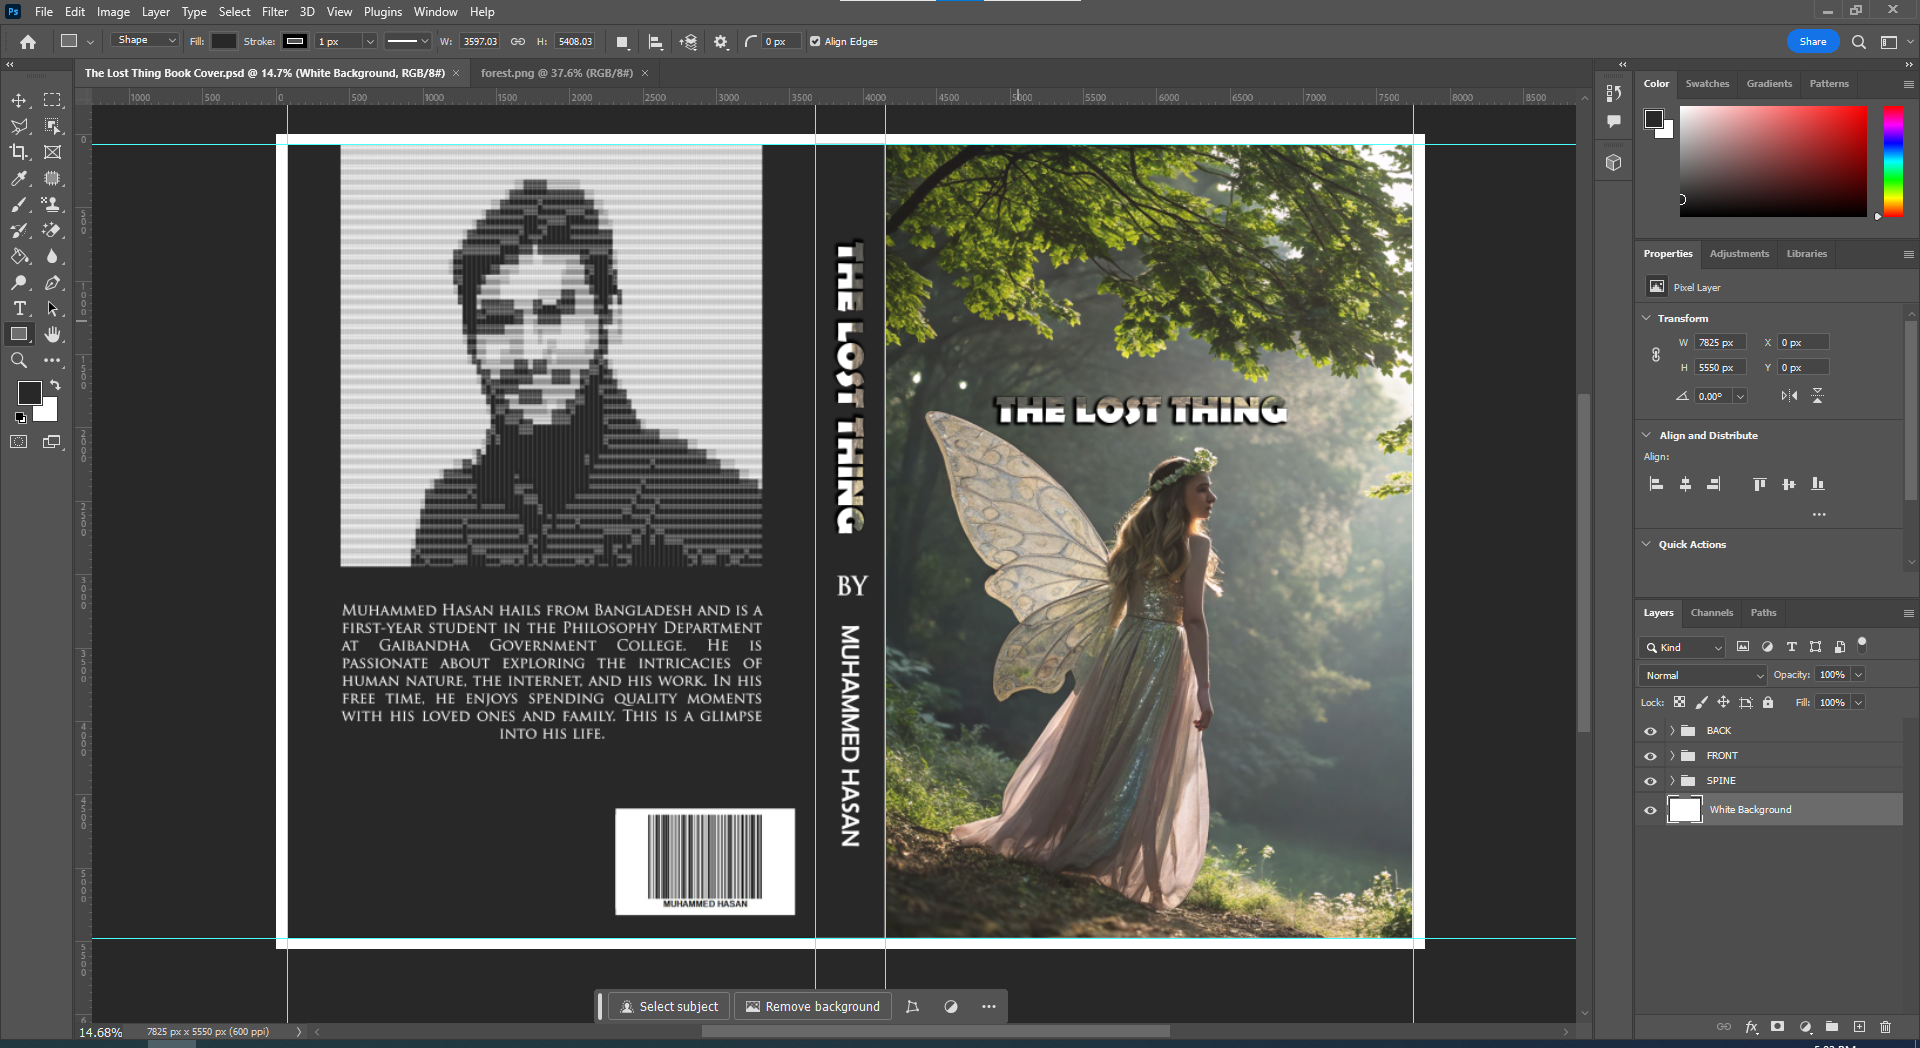 File Edit Image Layer Type Select Filter 3D View Plugins Window Help
Shape Fill: Stroke: 1 px W: 3597.03 H: 5408.03 0 px Align Edges Share
The Lost Thing Book Cover.psd @ 14.7% (White Background, RGB/8#) × forest.png @ 37.6% (RGB/8#) ×
1000 500 0 500 1000 1500 2000 2500 3000 3500 4000 4500 5000 5500 6000 6500 7000 7500 8000 8500
THE LOST THING
BY
MUHAMMED HASAN
THE LOST THING
MUHAMMED HASAN HAILS FROM BANGLADESH AND IS A
FIRST-YEAR STUDENT IN THE PHILOSOPHY DEPARTMENT
AT GAIBANDHA GOVERNMENT COLLEGE. HE IS
PASSIONATE ABOUT EXPLORING THE INTRICACIES OF
HUMAN NATURE, THE INTERNET, AND HIS WORK. IN HIS
FREE TIME, HE ENJOYS SPENDING QUALITY MOMENTS
WITH HIS LOVED ONES AND FAMILY. THIS IS A GLIMPSE
INTO HIS LIFE.
MUHAMMED HASAN
Select subject Remove background
14.68% 7825 px x 5550 px (600 ppi)
Color Swatches Gradients Patterns
Properties Adjustments Libraries
Pixel Layer
Transform
W 7825 px X 0 px
H 5550 px Y 0 px
0.00°
Align and Distribute
Align:
Quick Actions
Layers Channels Paths
Kind
Normal Opacity: 100%
Lock: Fill: 100%
BACK
FRONT
SPINE
White Background